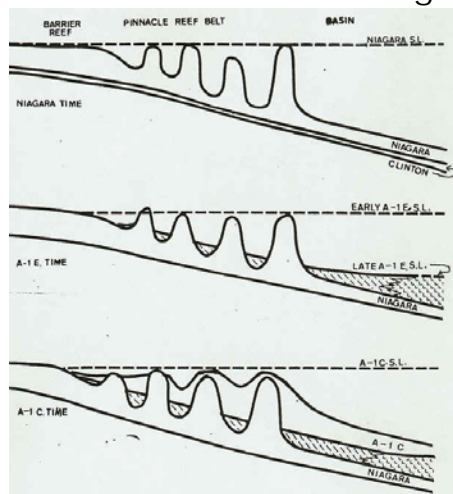 BARRIER REEF
PINNACLE REEF BELT
BASIN
NIAGARA S.L.
NIAGARA TIME
NIAGARA
CLINTON
EARLY A-1 E. S.L.
A-1 E. TIME
LATE A-1 E. S.L.
NIAGARA
A-1 C S.L.
A-1 C. TIME
A-1 C
NIAGARA